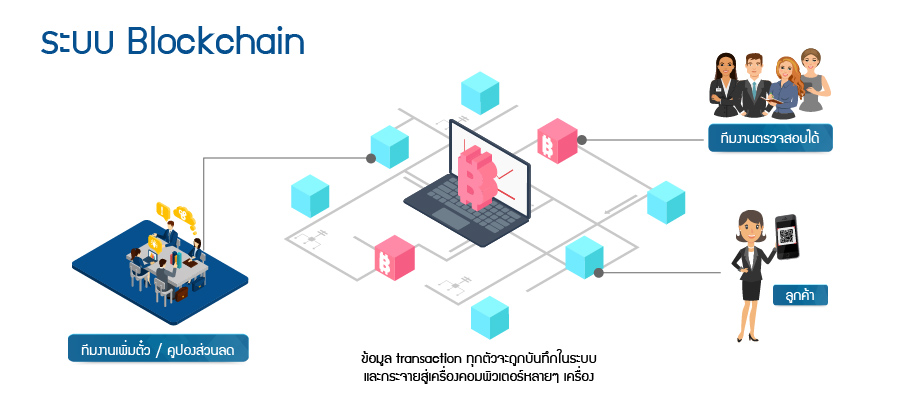 ระบบ Blockchain
ทีมงานตรวจสอบได้
ลูกค้า
ทีมงานเพิ่มตั๋ว / คูปองส่วนลด
ข้อมูล transaction ทุกตัวจะถูกบันทึกในระบบ
และกระจายสู่เครื่องคอมพิวเตอร์หลายๆ เครื่อง